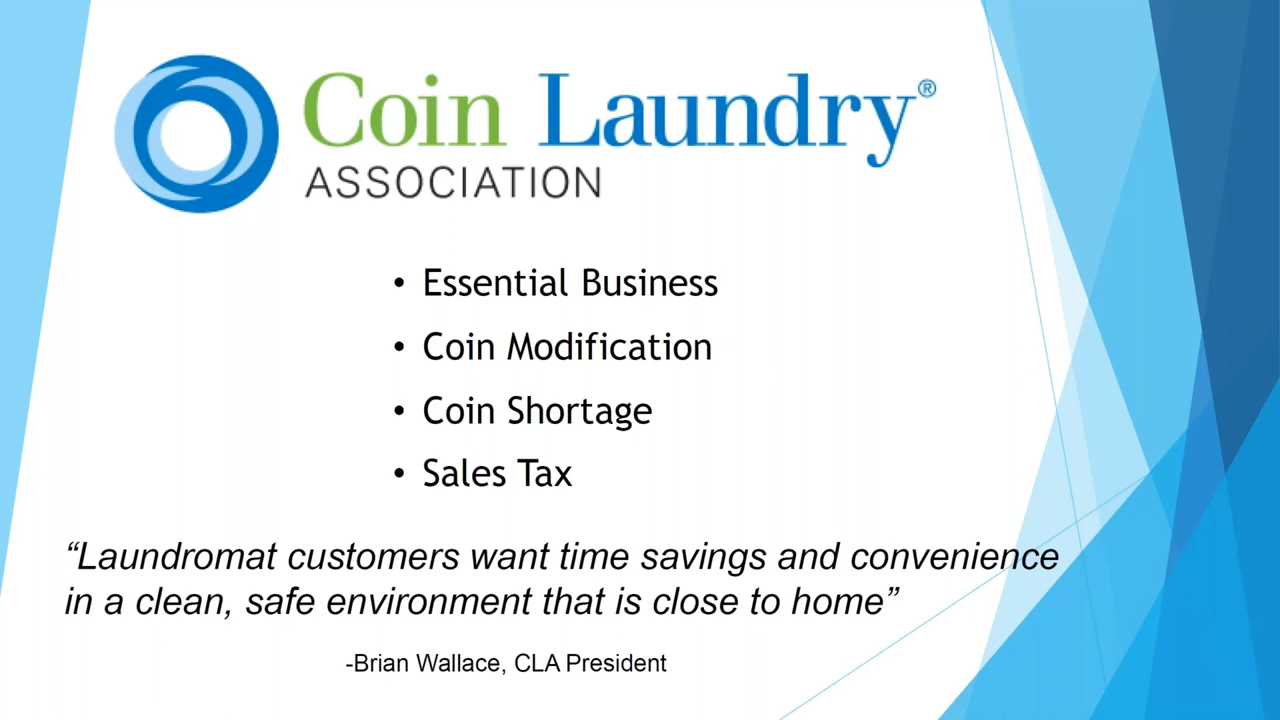 Coin Laundry®
ASSOCIATION
• Essential Business
• Coin Modification
• Coin Shortage
• Sales Tax
“Laundromat customers want time savings and convenience
in a clean, safe environment that is close to home”
-Brian Wallace, CLA President